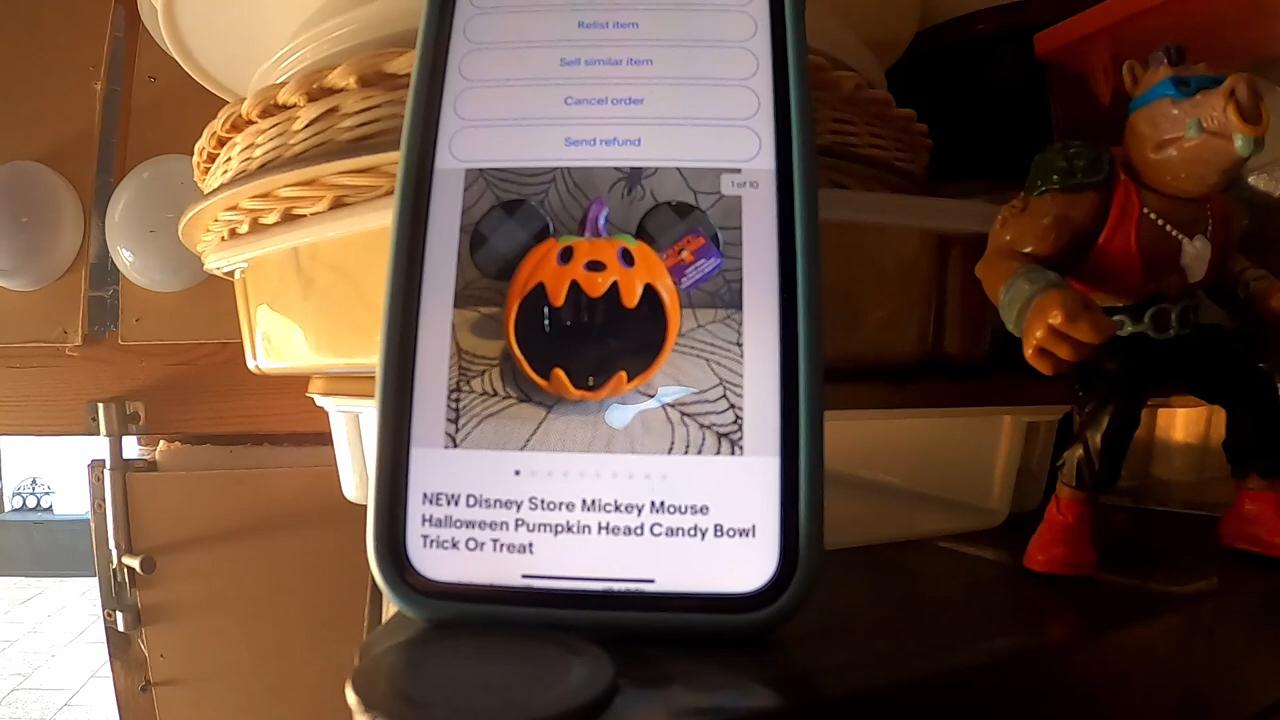 Relist item
Sell similar item
Cancel order
Send refund
1 of 10
NEW Disney Store Mickey Mouse
Halloween Pumpkin Head Candy Bowl
Trick Or Treat